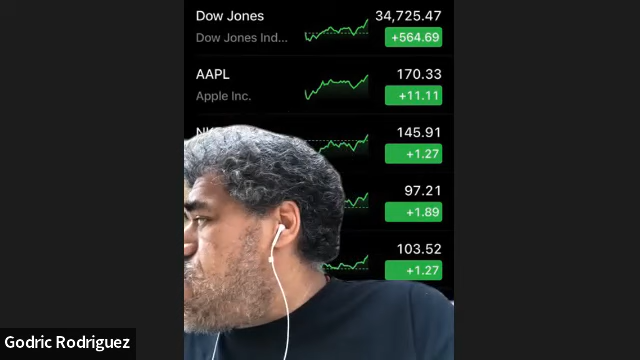 Dow Jones
34,725.47
Dow Jones Ind...
+564.69
AAPL
170.33
Apple Inc.
+11.11
145.91
+1.27
97.21
+1.89
103.52
+1.27
Godric Rodriguez